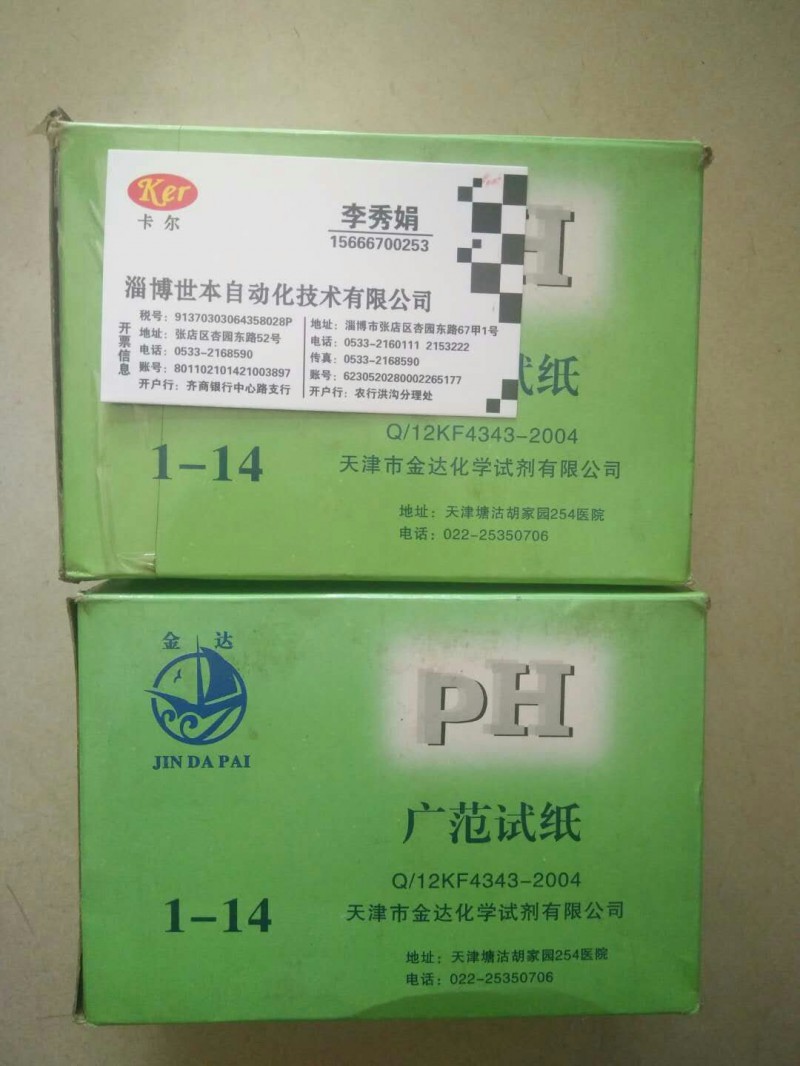 Ker
卡尔
李秀娟
15666700253
淄博世本自动化技术有限公司
开票信息
税号：91370303064358028P
地址：张店区杏园东路52号
电话：0533-2168590
账号：801102101421003897
开户行：齐商银行中心路支行
地址：淄博市张店区杏园东路67甲1号
电话：0533-2160111 2153222
传真：0533-2168590
账号：6230520280002265177
开户行：农行洪沟分理处
H
试纸
Q/12KF4343-2004
1-14
天津市金达化学试剂有限公司
地址：天津塘沽胡家园254医院
电话：022-25350706
金达
JIN DA PAI
pH
广范试纸
Q/12KF4343-2004
1-14
天津市金达化学试剂有限公司
地址：天津塘沽胡家园254医院
电话：022-25350706